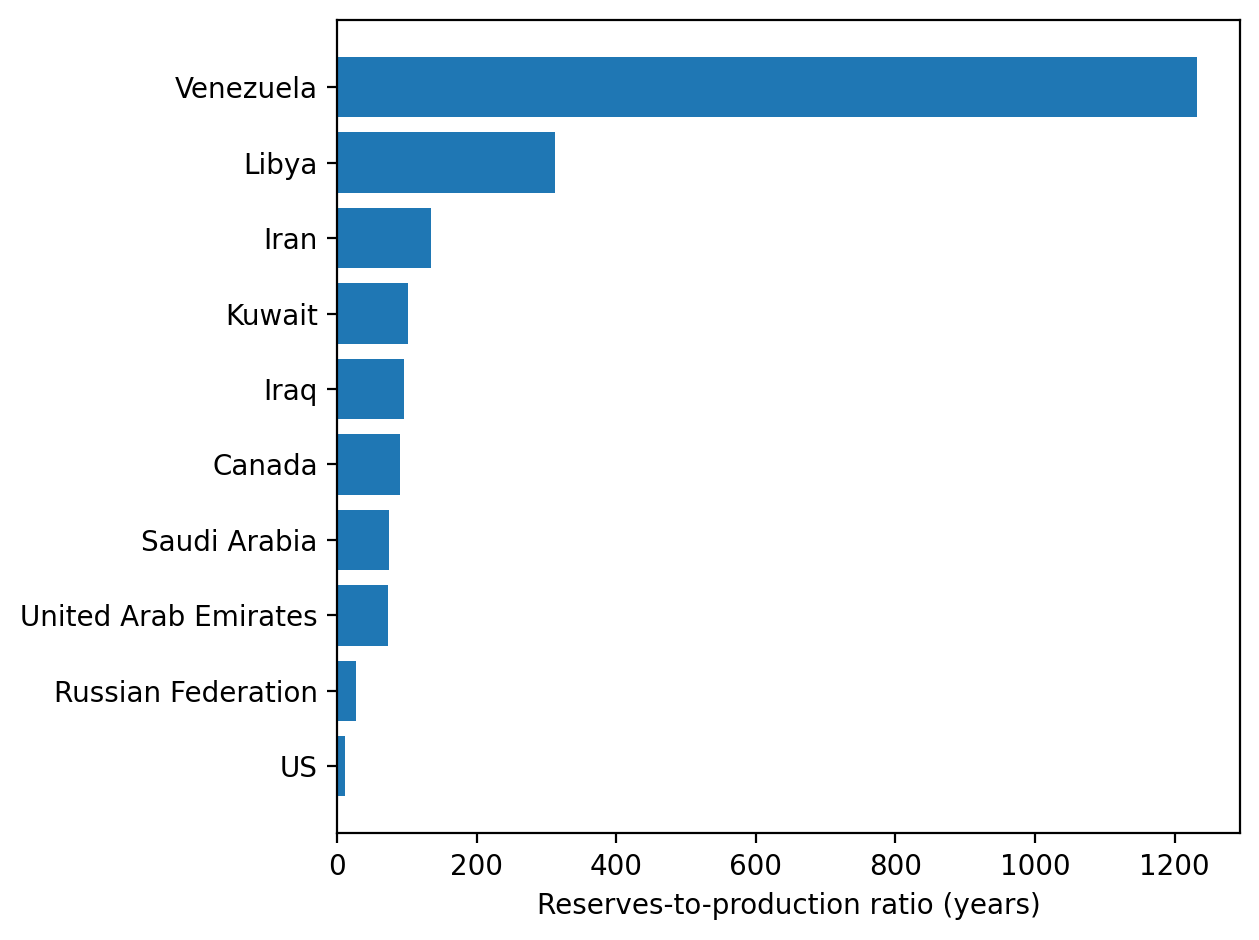 Venezuela
Libya
Iran
Kuwait
Iraq
Canada
Saudi Arabia
United Arab Emirates
Russian Federation
US
0 200 400 600 800 1000 1200
Reserves-to-production ratio (years)